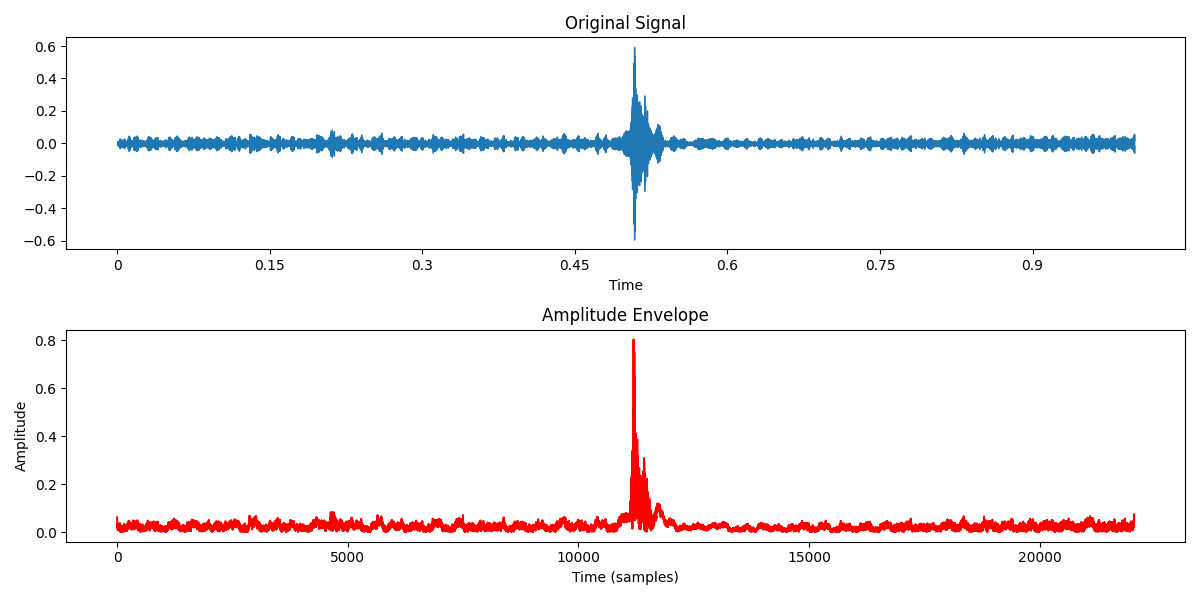 Original Signal
0.6
0.4
0.2
0.0
−0.2
−0.4
−0.6
0 0.15 0.3 0.45 0.6 0.75 0.9
Time
Amplitude Envelope
0.8
0.6
0.4
0.2
0.0
Amplitude
0 5000 10000 15000 20000
Time (samples)